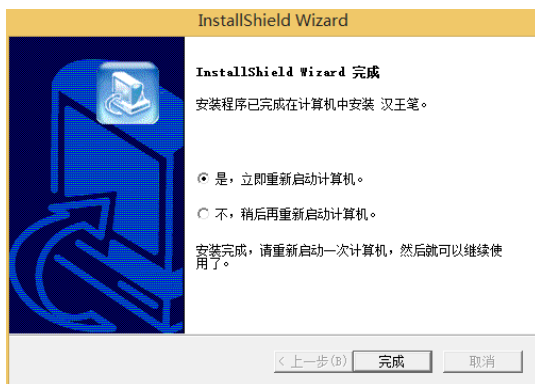 InstallShield Wizard
InstallShield Wizard 完成
安装程序已完成在计算机中安装 汉王笔。
是，立即重新启动计算机。
不，稍后再重新启动计算机。
安装完成，请重新启动一次计算机，然后就可以继续使
用了。
< 上一步(B)
完成
取消